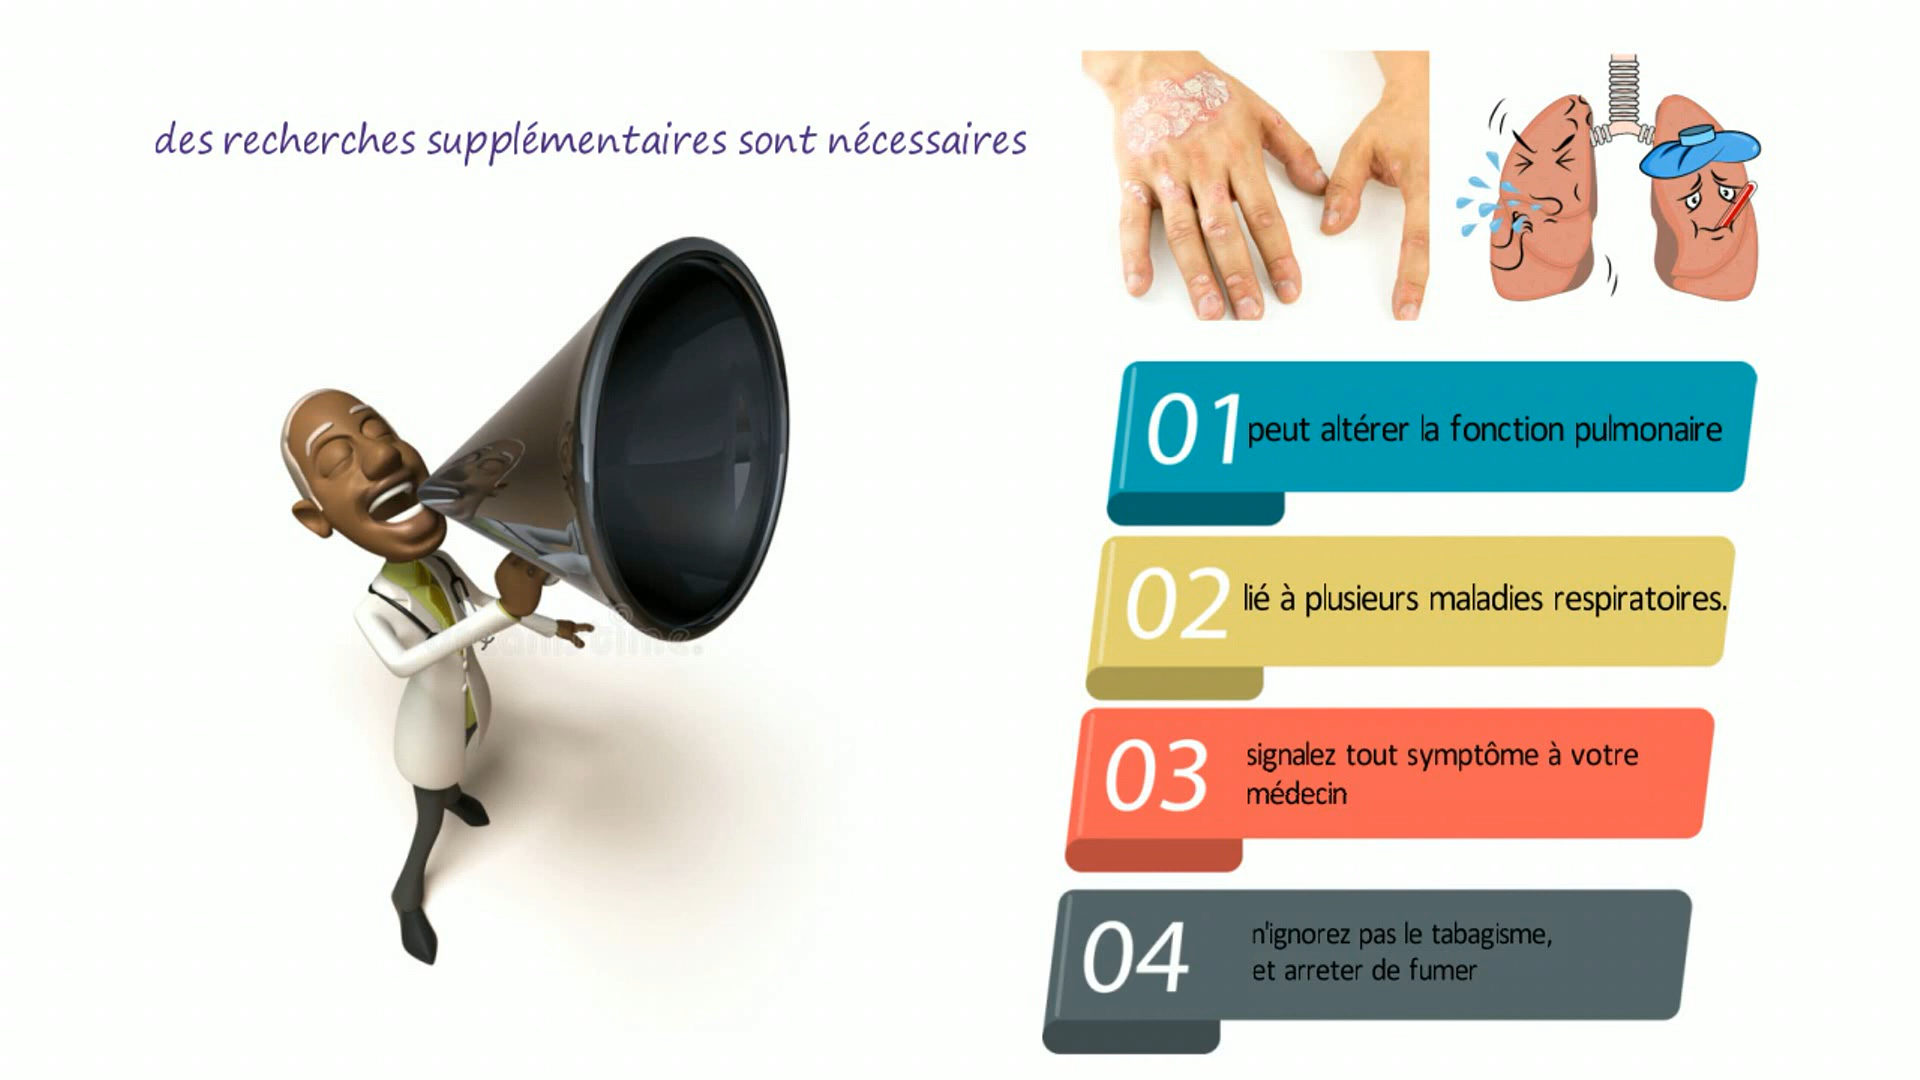 des recherches supplémentaires sont nécessaires
01 peut altérer la fonction pulmonaire
02 lié à plusieurs maladies respiratoires.
03 signalez tout symptôme à votre
médecin
04 n'ignorez pas le tabagisme,
et arreter de fumer